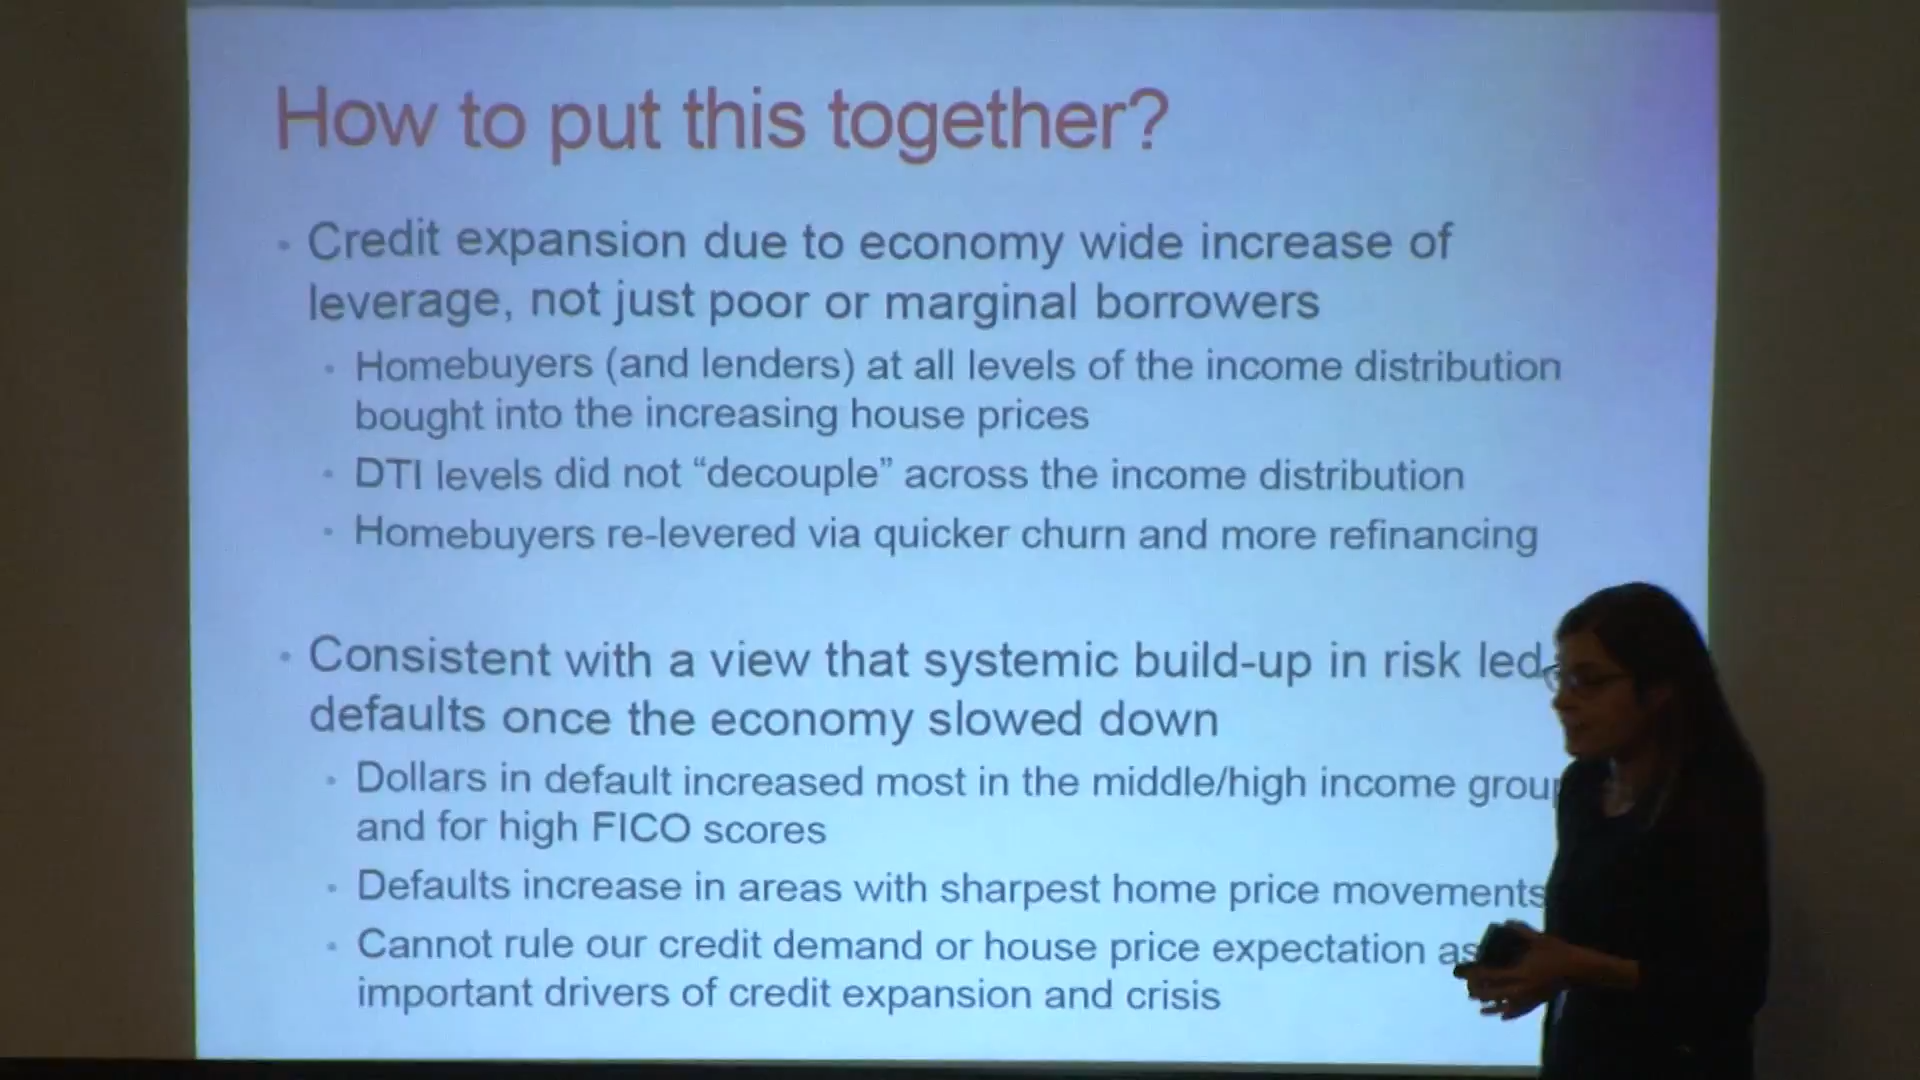 How to put this together?
• Credit expansion due to economy wide increase of
leverage, not just poor or marginal borrowers
• Homebuyers (and lenders) at all levels of the income distribution
bought into the increasing house prices
• DTI levels did not “decouple” across the income distribution
• Homebuyers re-levered via quicker churn and more refinancing
• Consistent with a view that systemic build-up in risk led
defaults once the economy slowed down
• Dollars in default increased most in the middle/high income
and for high FICO scores
• Defaults increase in areas with sharpest home price movements
• Cannot rule our credit demand or house price expectation as
important drivers of credit expansion and crisis